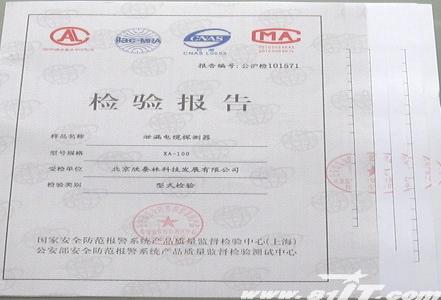 ilac-MRA
CNAS
CNAS L0653
MA
报告编号:公沪检101571
检验报告
样品名称 泄漏电缆探测器
型号规格 XA-100
受检单位 北京欣泰林科技发展有限公司
检验类别 型式检验
国家安全防范报警系统产品质量监督检验中心(上海)
公安部安全防范报警系统产品质量监督检验测试中心